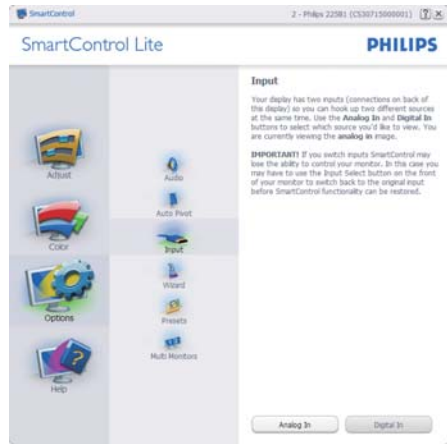 SmartControl
2 - Philips 225B1 (CS30715000001)
SmartControl Lite
PHILIPS
Adjust
Color
Options
Help
Audio
Auto Pivot
Input
Wizard
Presets
Multi Monitors
Input
Your display has two inputs (connections on back of
this display) so you can hook up two different sources
at the same time. Use the Analog In and Digital In
buttons to select which source you'd like to view. You
are currently viewing the analog in image.
IMPORTANT! If you switch inputs SmartControl may
lose the ability to control your monitor. In this case you
may have to use the Input Select button on the front
of your monitor to switch back to the original input
before SmartControl functionality can be restored.
Analog In
Digital In